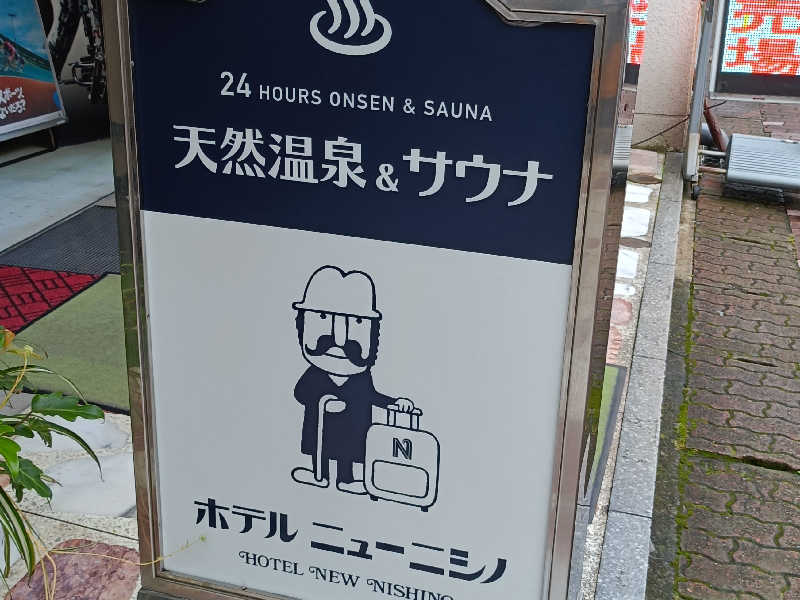 24 HOURS ONSEN & SAUNA
天然温泉&サウナ
N
ホテル ニューニシノ
HOTEL NEW NISHINO